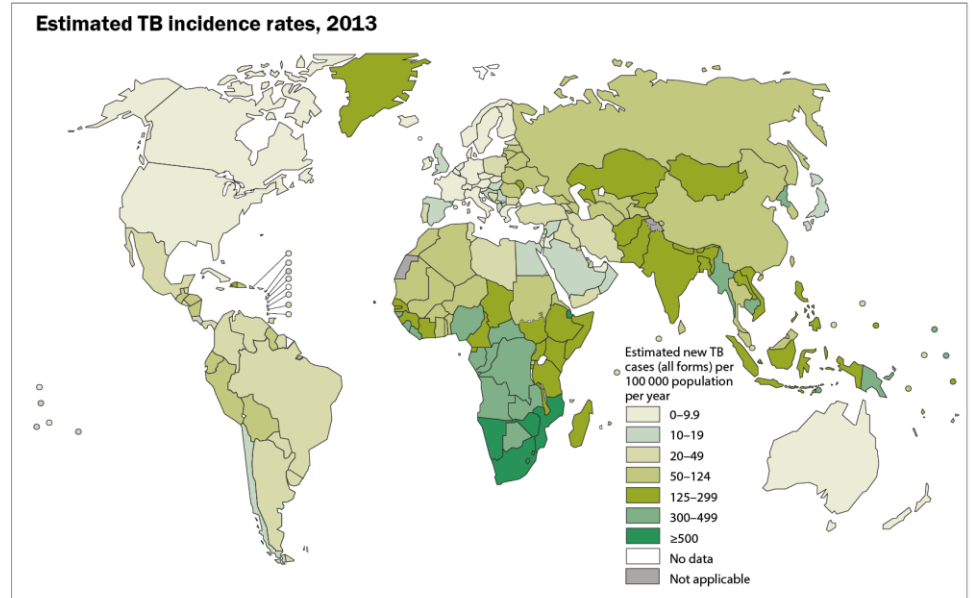 Estimated TB incidence rates, 2013
Estimated new TB
cases (all forms) per
100 000 population
per year
0–9.9
10–19
20–49
50–124
125–299
300–499
≥500
No data
Not applicable